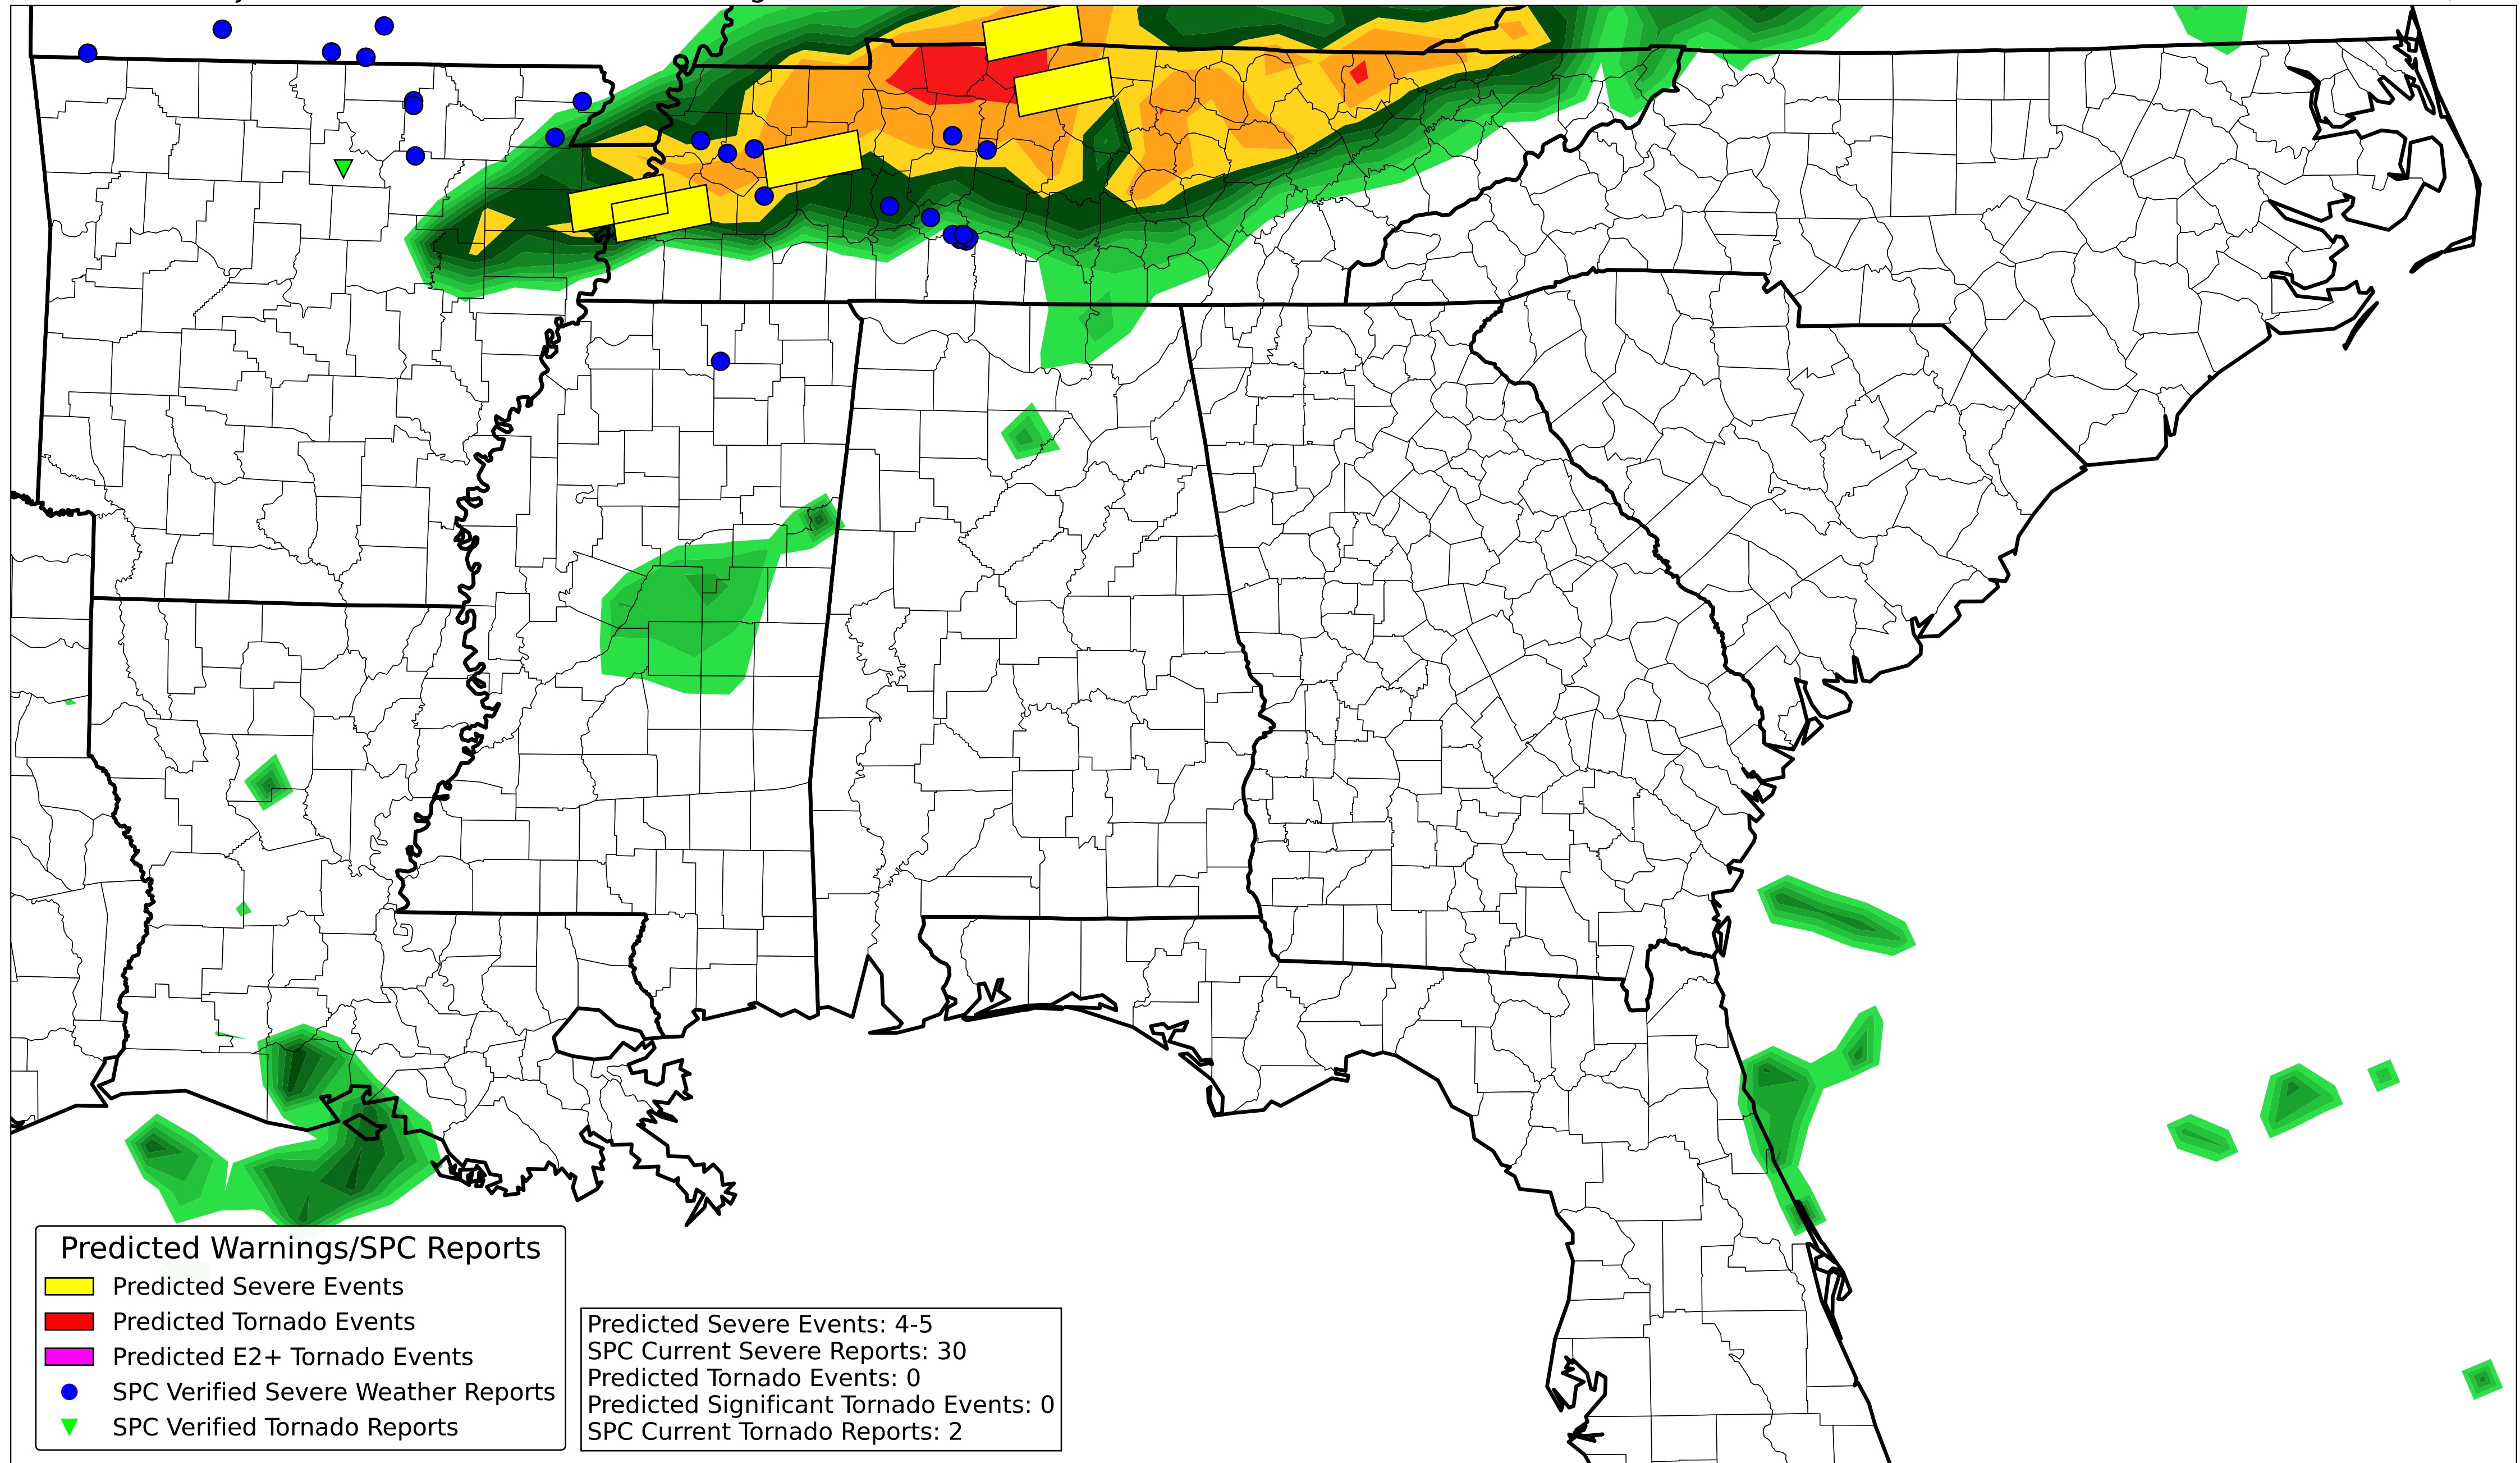 Predicted Warnings/SPC Reports
Predicted Severe Events
Predicted Tornado Events
Predicted E2+ Tornado Events
SPC Verified Severe Weather Reports
SPC Verified Tornado Reports
Predicted Severe Events: 4-5
SPC Current Severe Reports: 30
Predicted Tornado Events: 0
Predicted Significant Tornado Events: 0
SPC Current Tornado Reports: 2